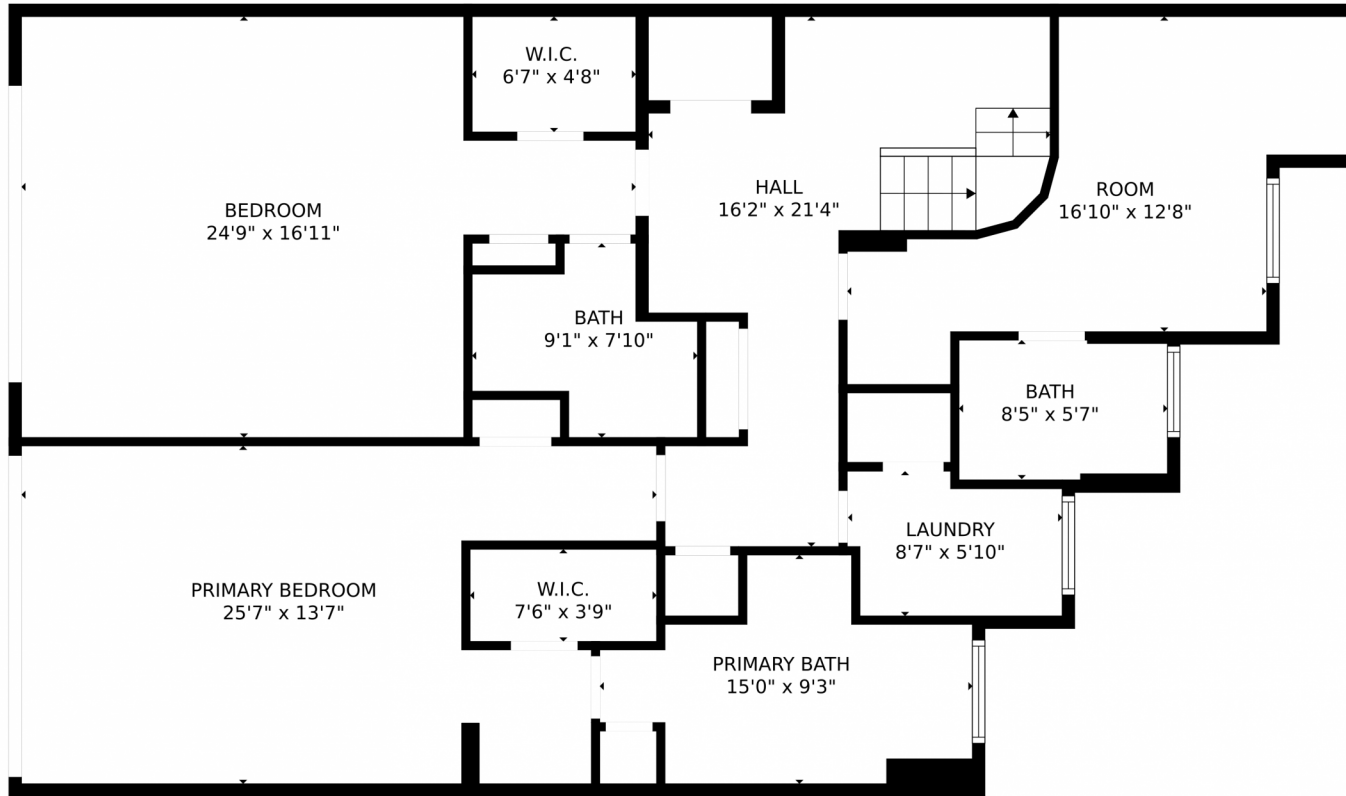 W.I.C.
6'7" x 4'8"
BEDROOM
24'9" x 16'11"
HALL
16'2" x 21'4"
ROOM
16'10" x 12'8"
BATH
9'1" x 7'10"
BATH
8'5" x 5'7"
LAUNDRY
8'7" x 5'10"
PRIMARY BEDROOM
25'7" x 13'7"
W.I.C.
7'6" x 3'9"
PRIMARY BATH
15'0" x 9'3"